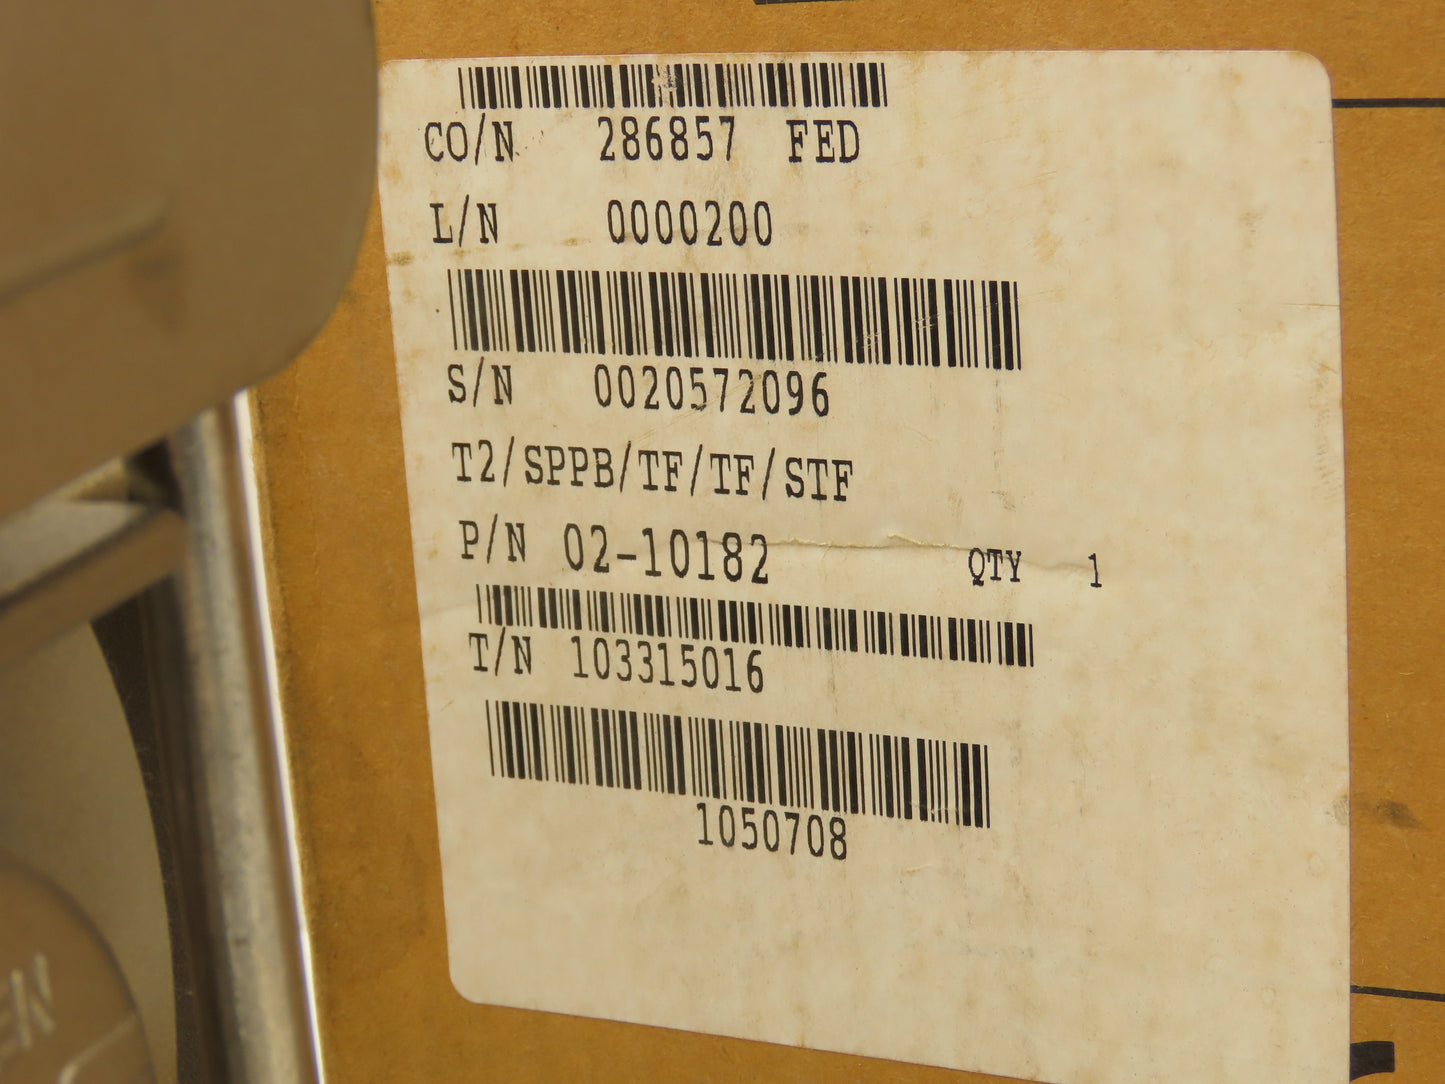 CO/N 286857 FED
L/N 0000200
S/N 0020572096
T2/SPPB/TF/TF/STF
P/N 02-10182 QTY 1
T/N 103315016
1050708